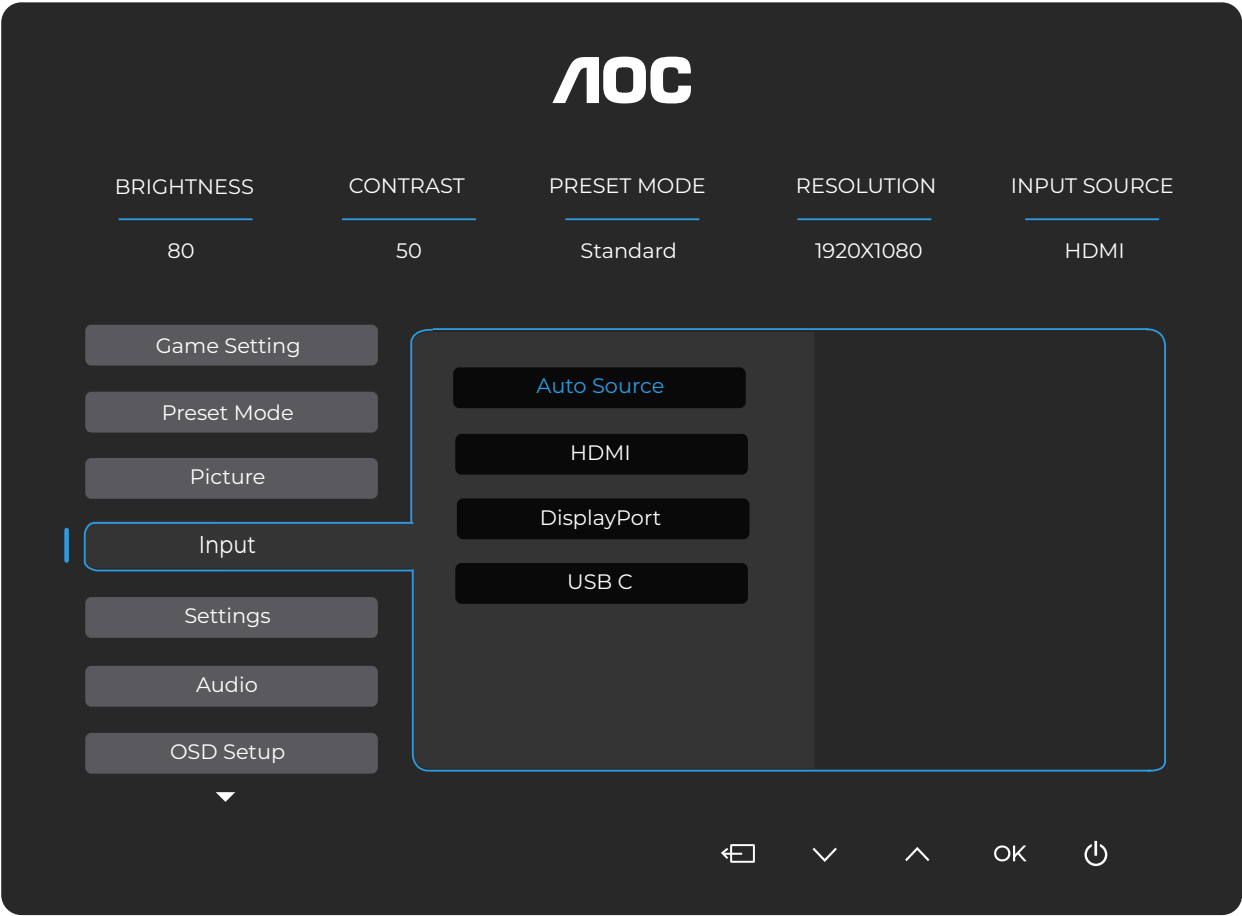 AOC
BRIGHTNESS CONTRAST PRESET MODE RESOLUTION INPUT SOURCE
80 50 Standard 1920X1080 HDMI
Game Setting
Preset Mode
Picture
Input
Settings
Audio
OSD Setup
Auto Source
HDMI
DisplayPort
USB C
OK